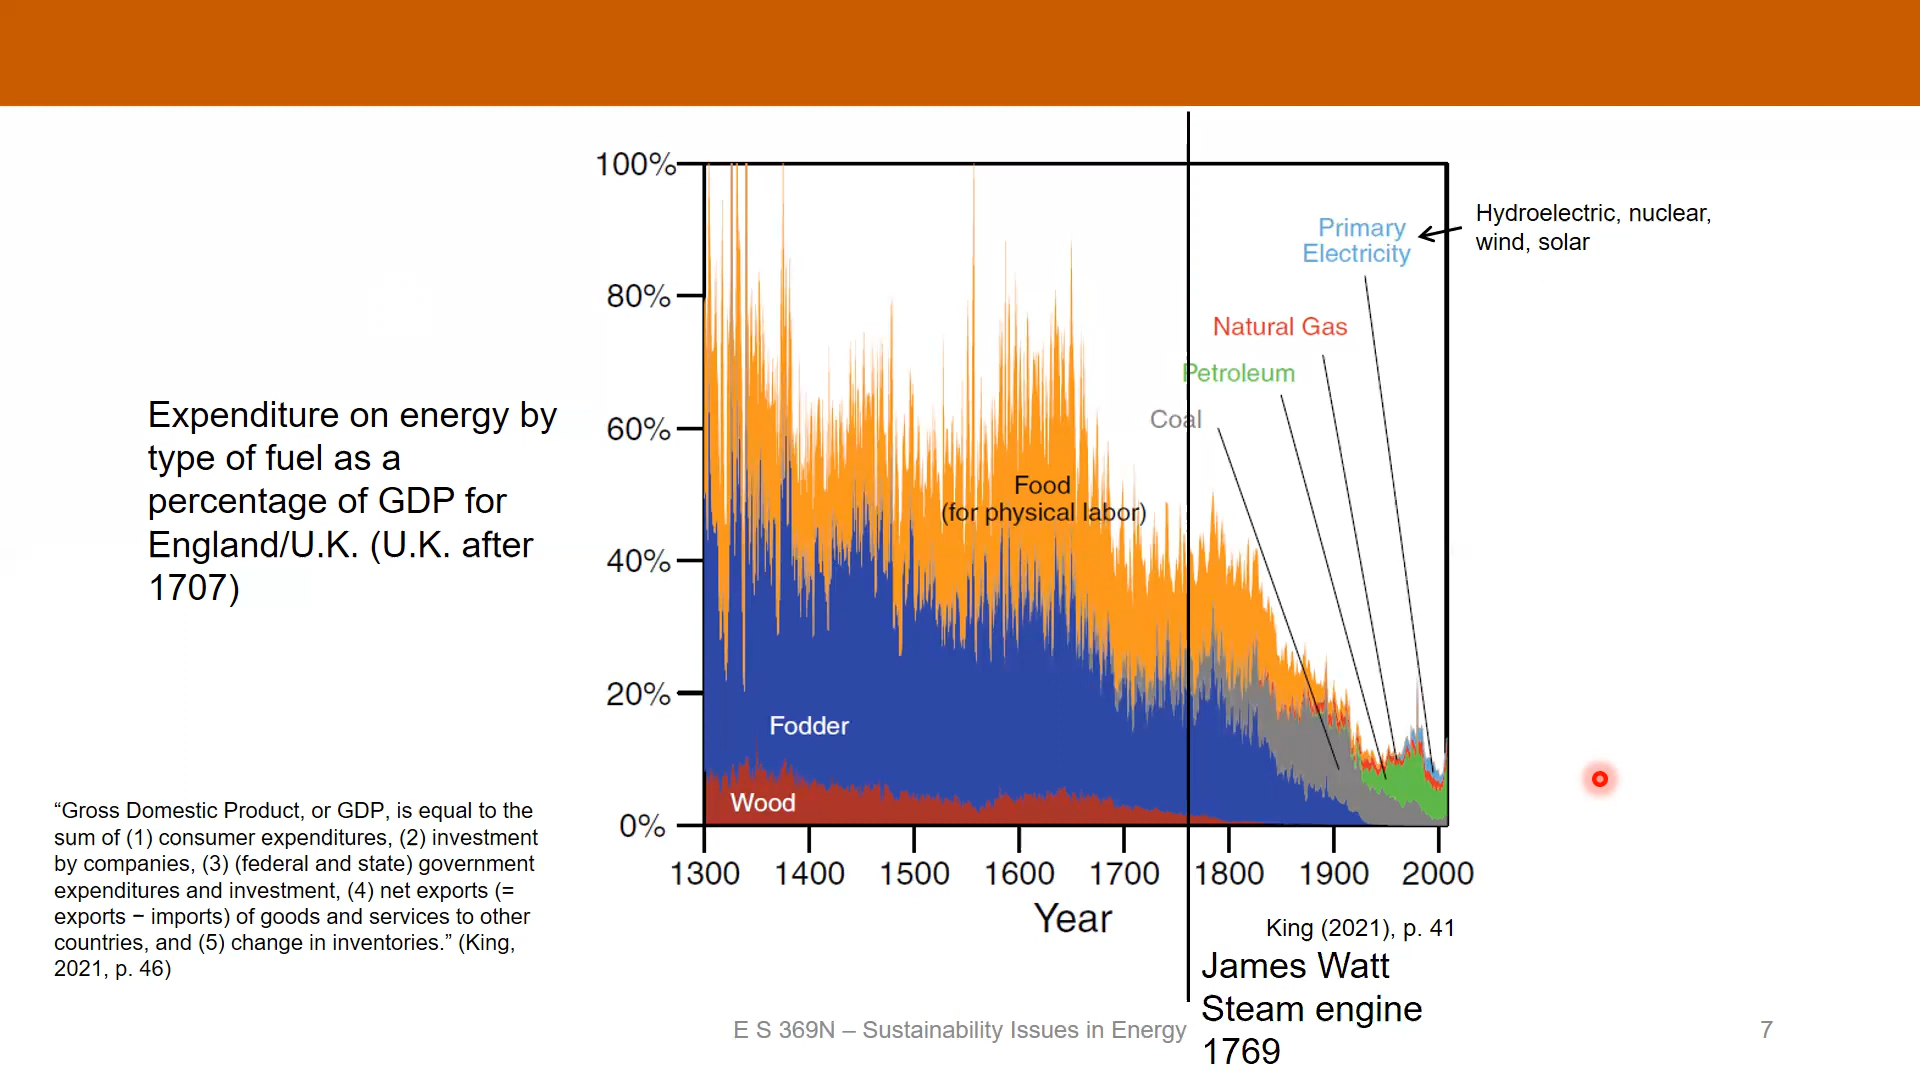 Expenditure on energy by
type of fuel as a
percentage of GDP for
England/U.K. (U.K. after
1707)
“Gross Domestic Product, or GDP, is equal to the
sum of (1) consumer expenditures, (2) investment
by companies, (3) (federal and state) government
expenditures and investment, (4) net exports (=
exports − imports) of goods and services to other
countries, and (5) change in inventories.” (King,
2021, p. 46)
100%
80%
60%
40%
20%
0%
Primary
Electricity
Hydroelectric, nuclear,
wind, solar
Natural Gas
Petroleum
Coal
Food
(for physical labor)
Fodder
Wood
1300 1400 1500 1600 1700 1800 1900 2000
Year
King (2021), p. 41
James Watt
Steam engine
1769
E S 369N – Sustainability Issues in Energy
7